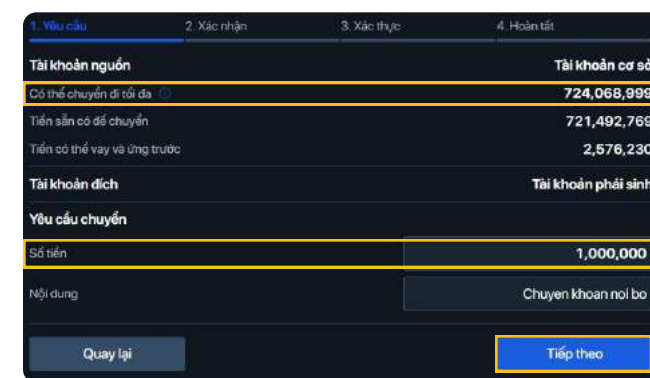 1. Yêu cầu 2. Xác nhận 3. Xác thực 4. Hoàn tất
Tài khoản nguồn Tài khoản cơ sở
Có thể chuyển đi tối đa 724,068,999
Tiền sẵn có để chuyển 721,492,769
Tiền có thể vay và ứng trước 2,576,230
Tài khoản đích Tài khoản phái sinh
Yêu cầu chuyển
Số tiền 1,000,000
Nội dung Chuyen khoan noi bo
Quay lại Tiếp theo